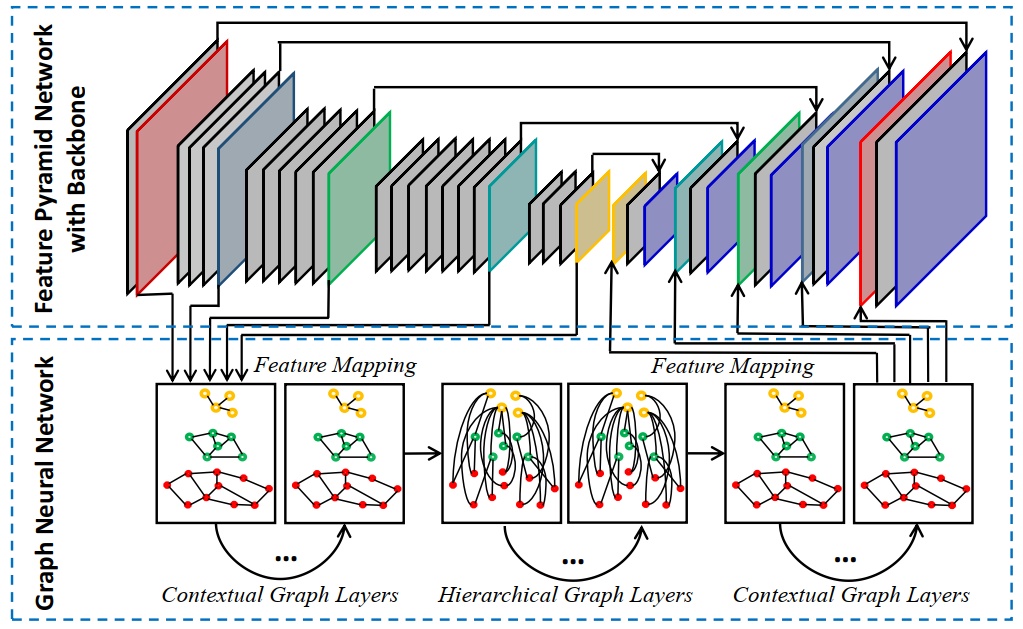 Feature Pyramid Network
with Backbone
Feature Mapping
Feature Mapping
Graph Neural Network
...
...
...
Contextual Graph Layers
Hierarchical Graph Layers
Contextual Graph Layers